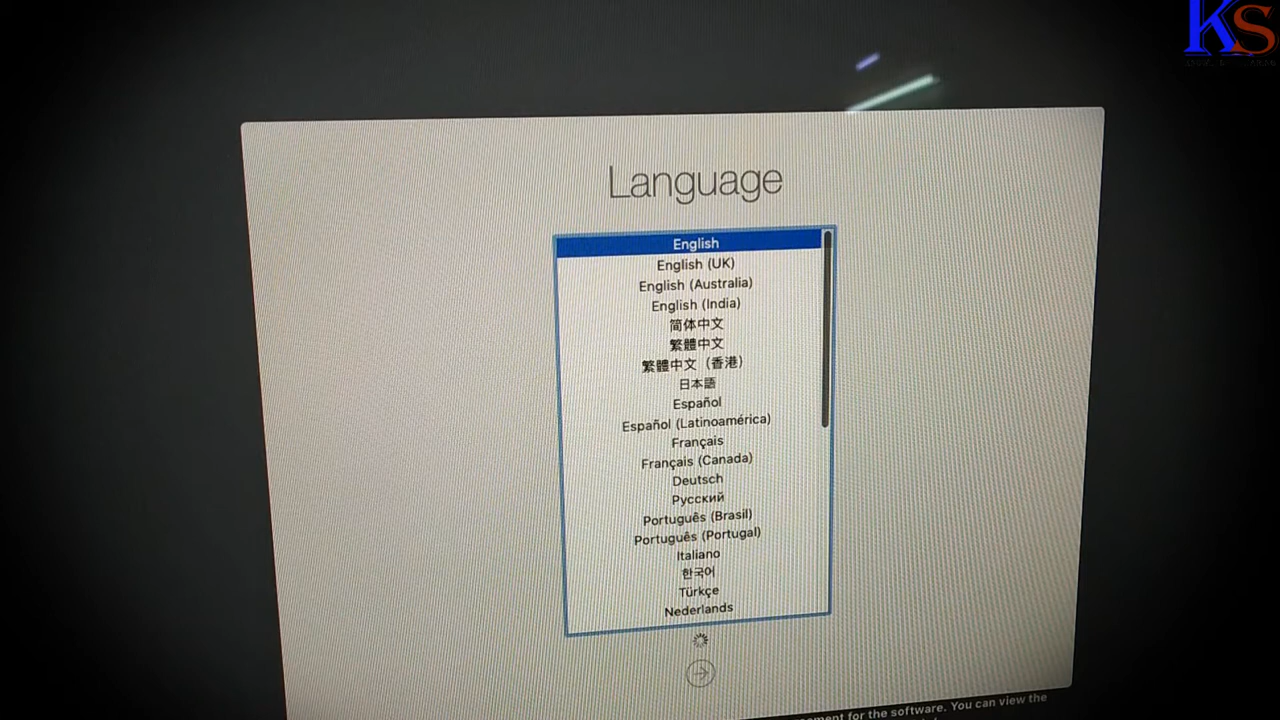 KS
Language
English
English (UK)
English (Australia)
English (India)
简体中文
繁體中文
繁體中文（香港）
日本語
Español
Español (Latinoamérica)
Français
Français (Canada)
Deutsch
Русский
Português (Brasil)
Português (Portugal)
Italiano
한국어
Türkçe
Nederlands
for the software. You can view the